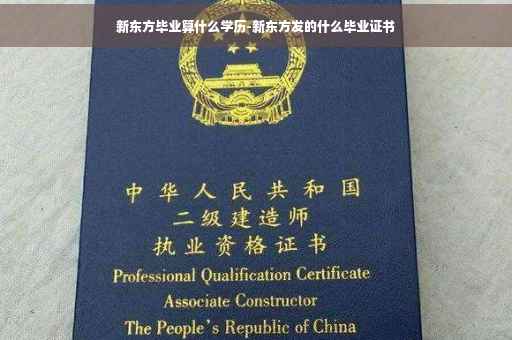 新东方毕业算什么学历-新东方发的什么毕业证书
中华人民共和国
二级建造师
执业资格证书
Professional Qualification Certificate
Associate Constructor
The People's Republic of China